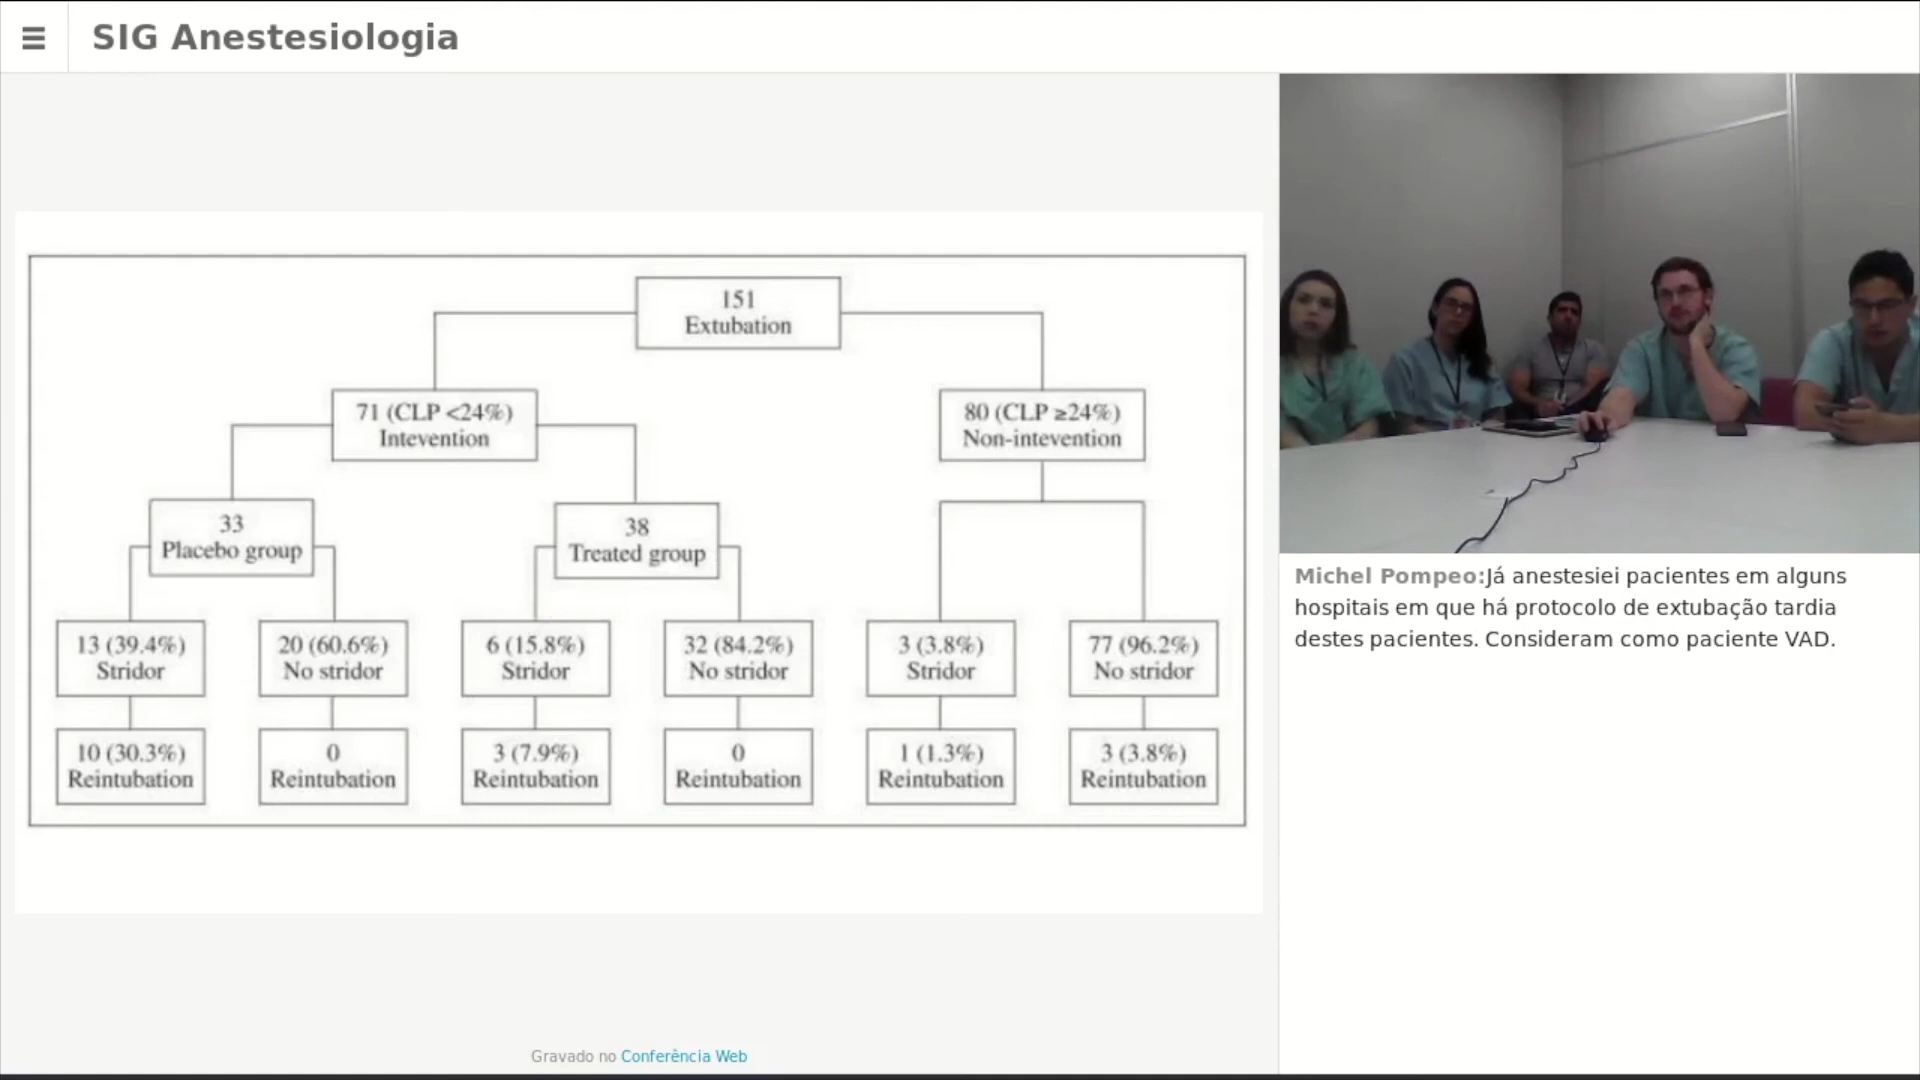 SIG Anestesiologia
151
Extubation
71 (CLP <24%)
Intevention
80 (CLP ≥24%)
Non-intevention
33
Placebo group
38
Treated group
13 (39.4%)
Stridor
20 (60.6%)
No stridor
6 (15.8%)
Stridor
32 (84.2%)
No stridor
3 (3.8%)
Stridor
77 (96.2%)
No stridor
10 (30.3%)
Reintubation
0
Reintubation
3 (7.9%)
Reintubation
0
Reintubation
1 (1.3%)
Reintubation
3 (3.8%)
Reintubation
Michel Pompeo:Já anestesiei pacientes em alguns
hospitais em que há protocolo de extubação tardia
destes pacientes. Consideram como paciente VAD.
Gravado no Conferência Web